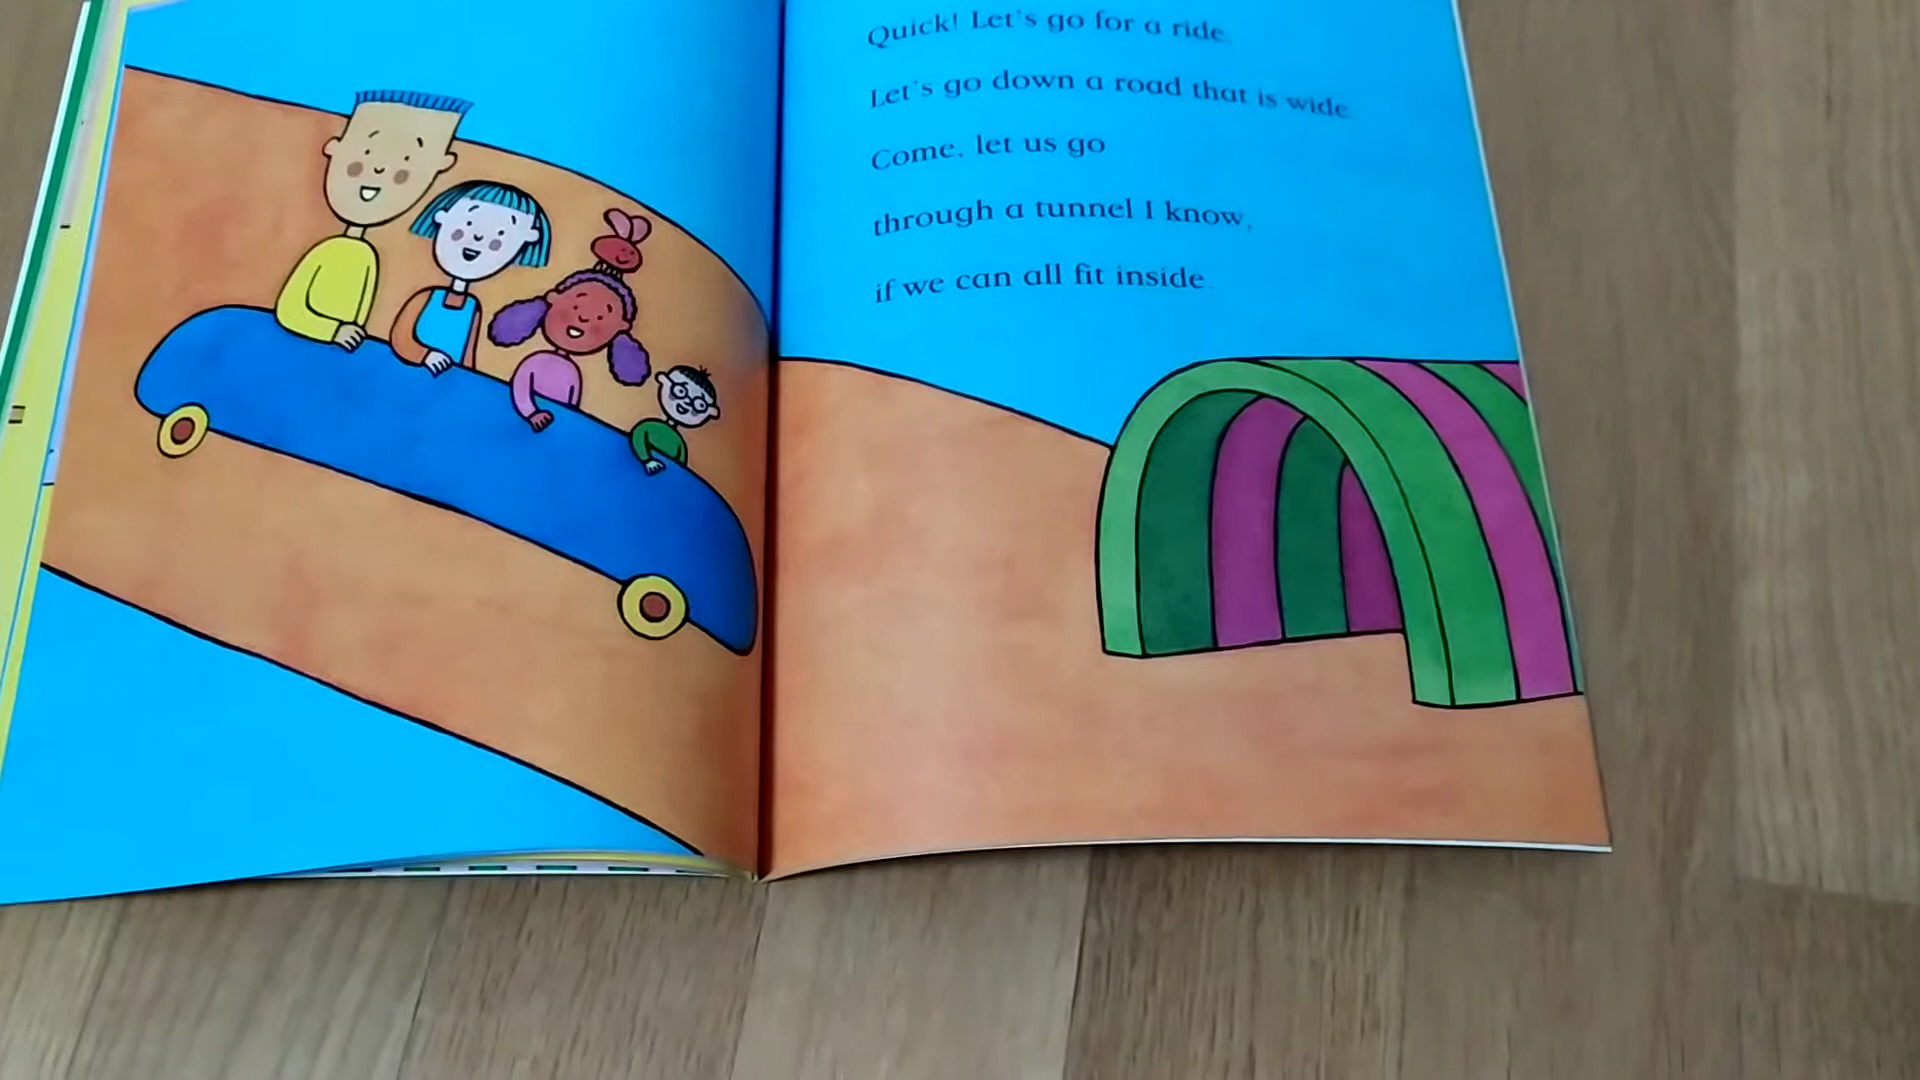 Quick! Let's go for a ride.
Let's go down a road that is wide.
Come, let us go
through a tunnel I know,
if we can all fit inside.